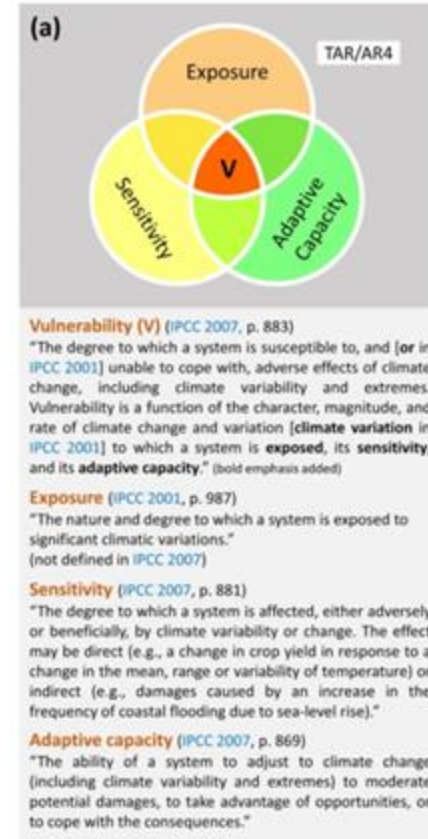 (a)
TAR/AR4
Exposure
V
Sensitivity
Adaptive
Capacity
Vulnerability (V) (IPCC 2007, p. 883)
"The degree to which a system is susceptible to, and [or in
IPCC 2001] unable to cope with, adverse effects of climate
change, including climate variability and extremes.
Vulnerability is a function of the character, magnitude, and
rate of climate change and variation [climate variation in
IPCC 2001] to which a system is exposed, its sensitivity,
and its adaptive capacity." (bold emphasis added)
Exposure (IPCC 2001, p. 987)
"The nature and degree to which a system is exposed to
significant climatic variations."
(not defined in IPCC 2007)
Sensitivity (IPCC 2007, p. 881)
"The degree to which a system is affected, either adversely
or beneficially, by climate variability or change. The effect
may be direct (e.g., a change in crop yield in response to a
change in the mean, range or variability of temperature) or
indirect (e.g., damages caused by an increase in the
frequency of coastal flooding due to sea-level rise)."
Adaptive capacity (IPCC 2007, p. 869)
"The ability of a system to adjust to climate change
(including climate variability and extremes) to moderate
potential damages, to take advantage of opportunities, or
to cope with the consequences."